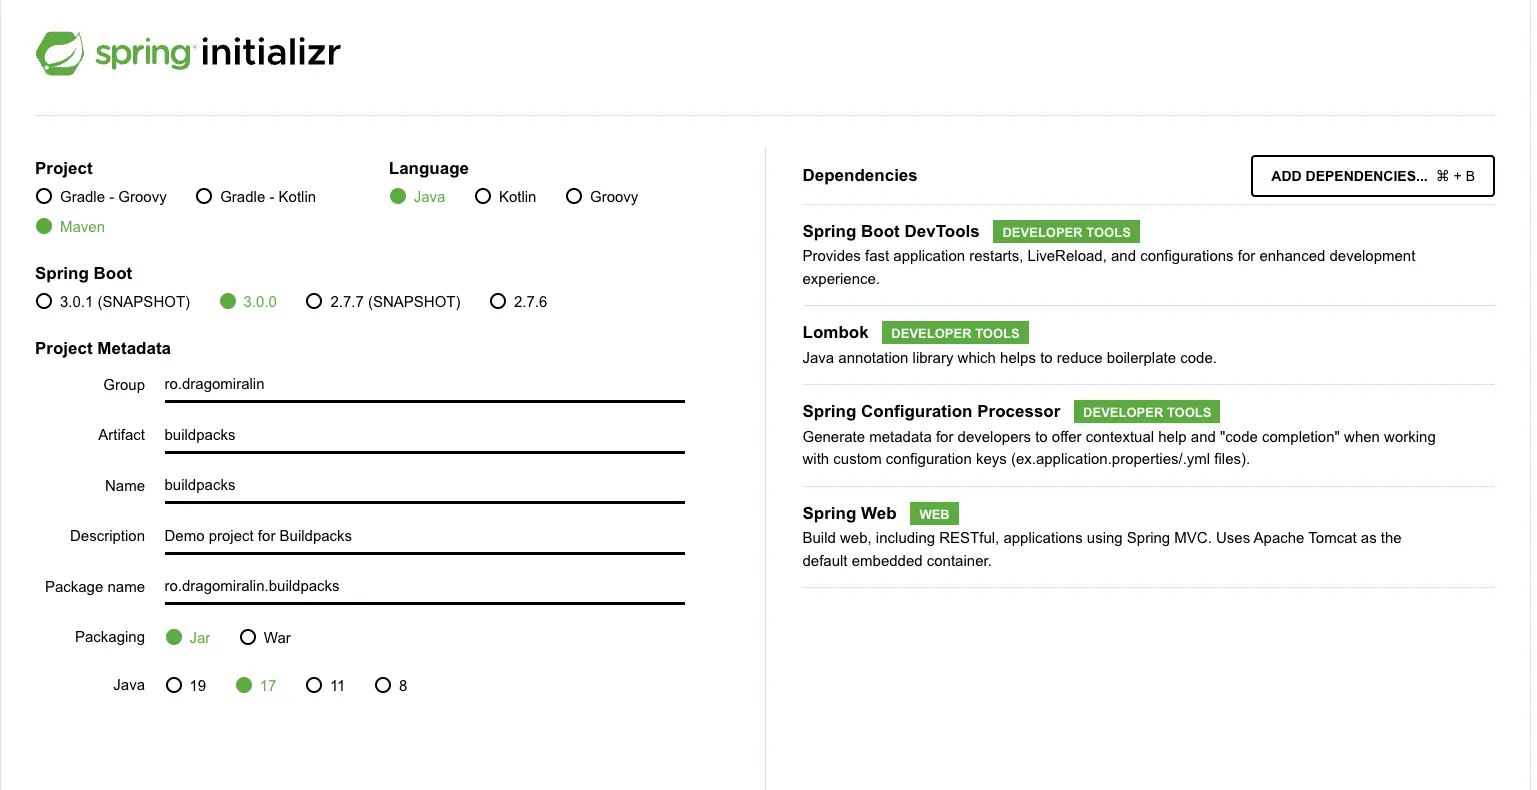 spring initializr
Project
Gradle - Groovy Gradle - Kotlin
Maven
Language
Java Kotlin Groovy
Spring Boot
3.0.1 (SNAPSHOT) 3.0.0 2.7.7 (SNAPSHOT) 2.7.6
Project Metadata
Group ro.dragomiralin
Artifact buildpacks
Name buildpacks
Description Demo project for Buildpacks
Package name ro.dragomiralin.buildpacks
Packaging Jar War
Java 19 17 11 8
Dependencies
ADD DEPENDENCIES... ⌘ + B
Spring Boot DevTools DEVELOPER TOOLS
Provides fast application restarts, LiveReload, and configurations for enhanced development
experience.
Lombok DEVELOPER TOOLS
Java annotation library which helps to reduce boilerplate code.
Spring Configuration Processor DEVELOPER TOOLS
Generate metadata for developers to offer contextual help and "code completion" when working
with custom configuration keys (ex.application.properties/.yml files).
Spring Web WEB
Build web, including RESTful, applications using Spring MVC. Uses Apache Tomcat as the
default embedded container.